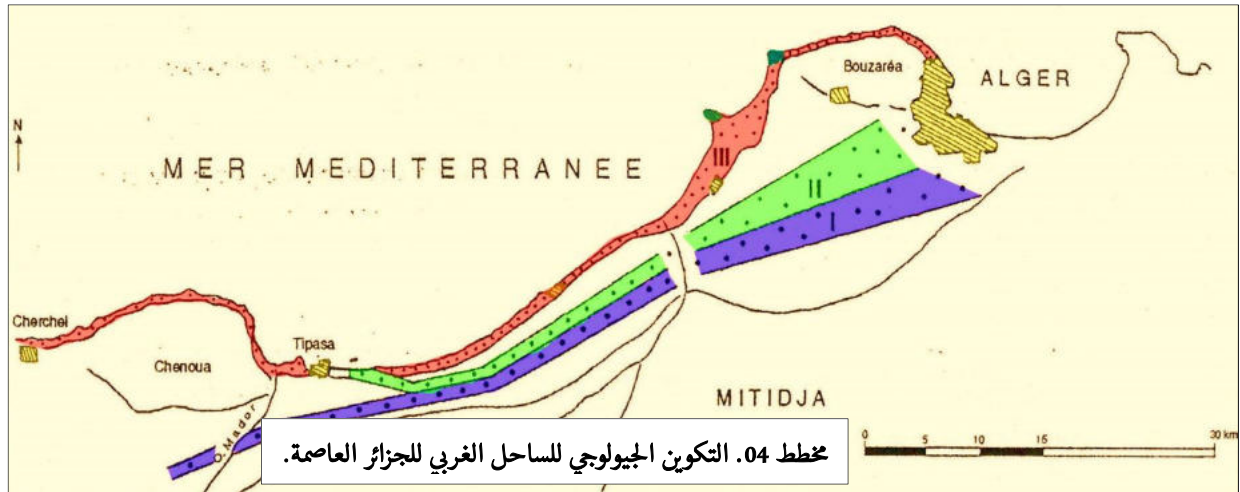 Bouzaréa
ALGER
N
MER MEDITERRANEE
III
II
I
Cherchel
Tipasa
Chenoua
MITIDJA
O. Mador
0 5 10 15 30 km
مخطط 04. التكوين الجيولوجي للساحل الغربي للجزائر العاصمة.